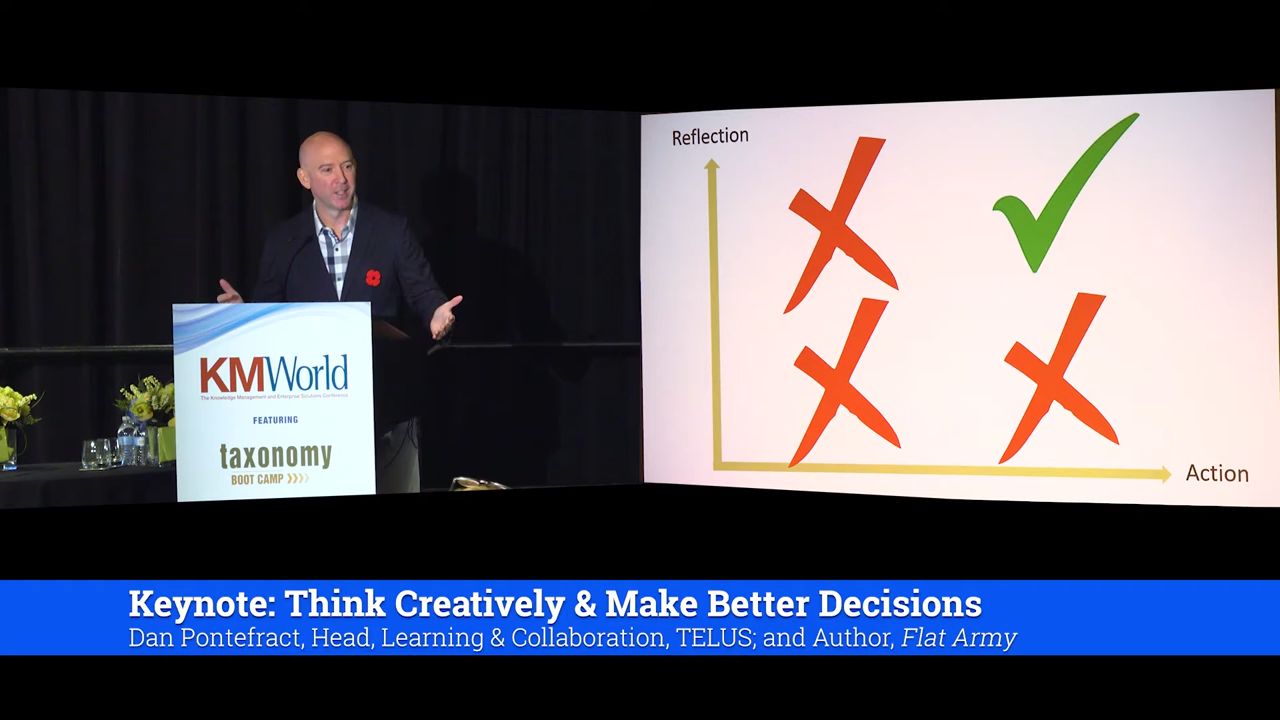 KMWorld
The Knowledge Management and Enterprise Solutions Conference
FEATURING
taxonomy
BOOT CAMP
Reflection
Action
Keynote: Think Creatively & Make Better Decisions
Dan Pontefract, Head, Learning & Collaboration, TELUS; and Author, Flat Army